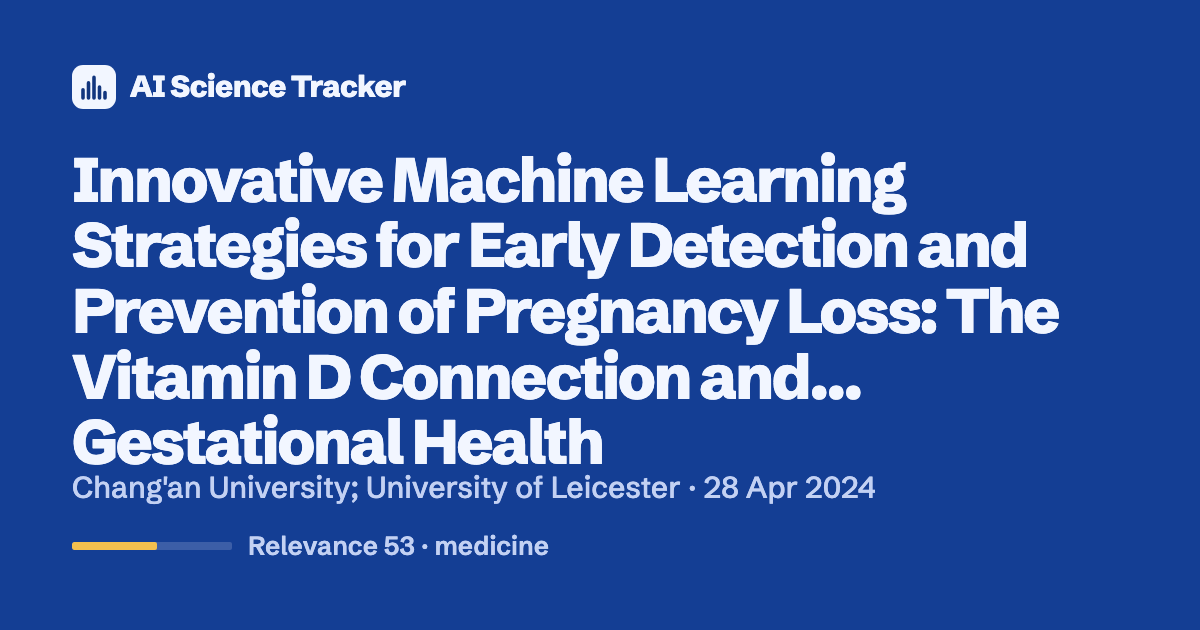 AI Science Tracker
Innovative Machine Learning
Strategies for Early Detection and
Prevention of Pregnancy Loss: The
Vitamin D Connection and...
Gestational Health
Chang'an University; University of Leicester · 28 Apr 2024
Relevance 53 · medicine